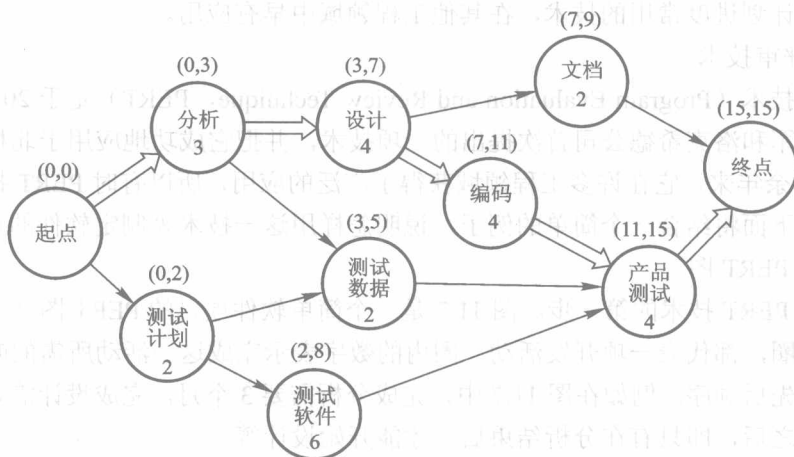 (0,0)
起点
(0,3)
分析
3
(3,7)
设计
4
(7,9)
文档
2
(7,11)
编码
4
(15,15)
终点
(0,2)
测试
计划
2
(3,5)
测试
数据
2
(2,8)
测试
软件
6
(11,15)
产品
测试
4